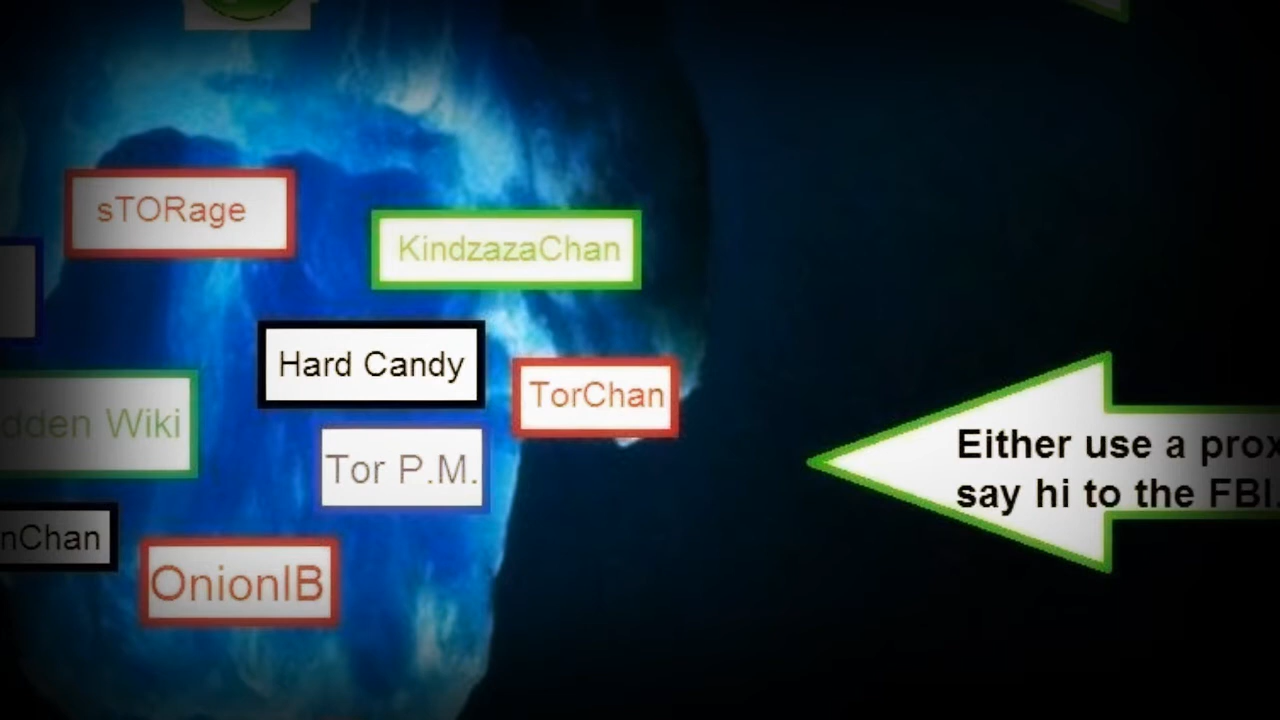 sTORage
KindzazaChan
Hard Candy
TorChan
dden Wiki
Tor P.M.
Either use a prox
say hi to the FBI.
nChan
OnionIB